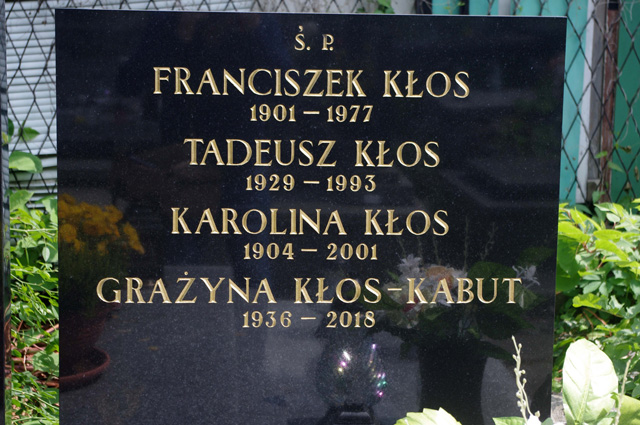 Ś. P.
FRANCISZEK KŁOS
1901 – 1977
TADEUSZ KŁOS
1929 – 1993
KAROLINA KŁOS
1904 – 2001
GRAŻYNA KŁOS-KABUT
1936 – 2018